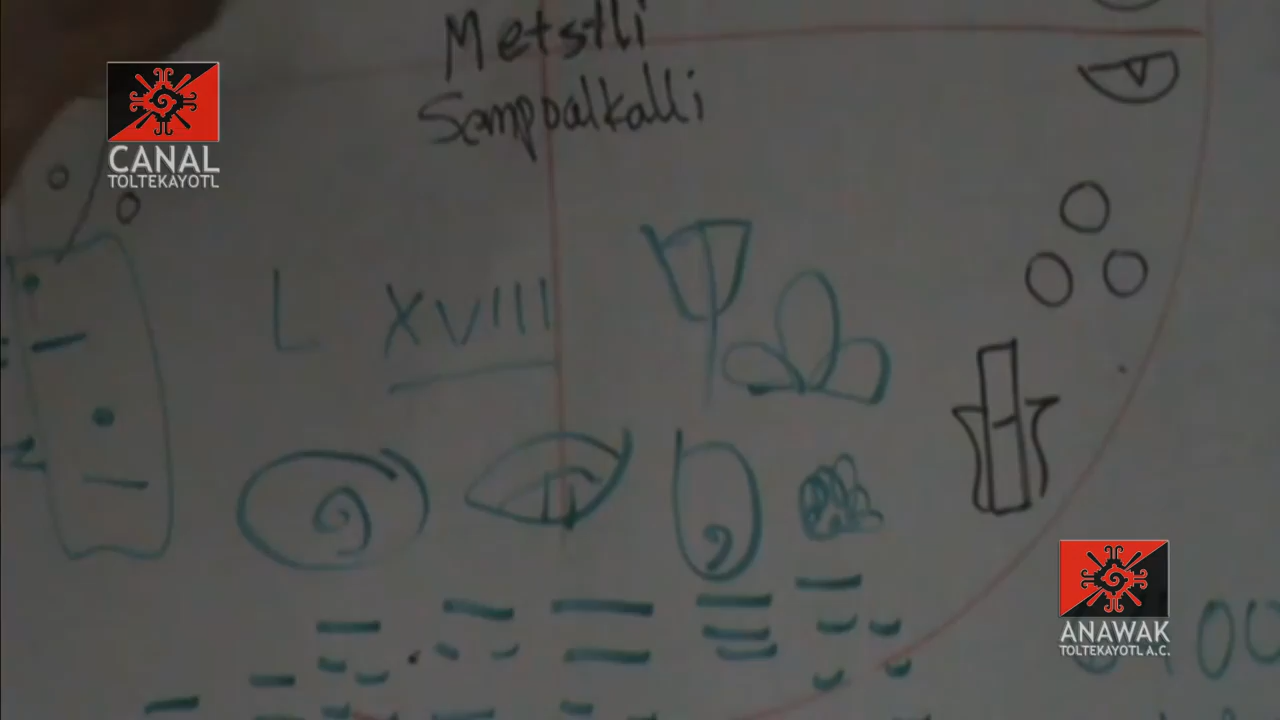 Metstli
Sempoalkalli
CANAL
TOLTEKAYOTL
L XVIII
ANAWAK
TOLTEKAYOTL A.C.